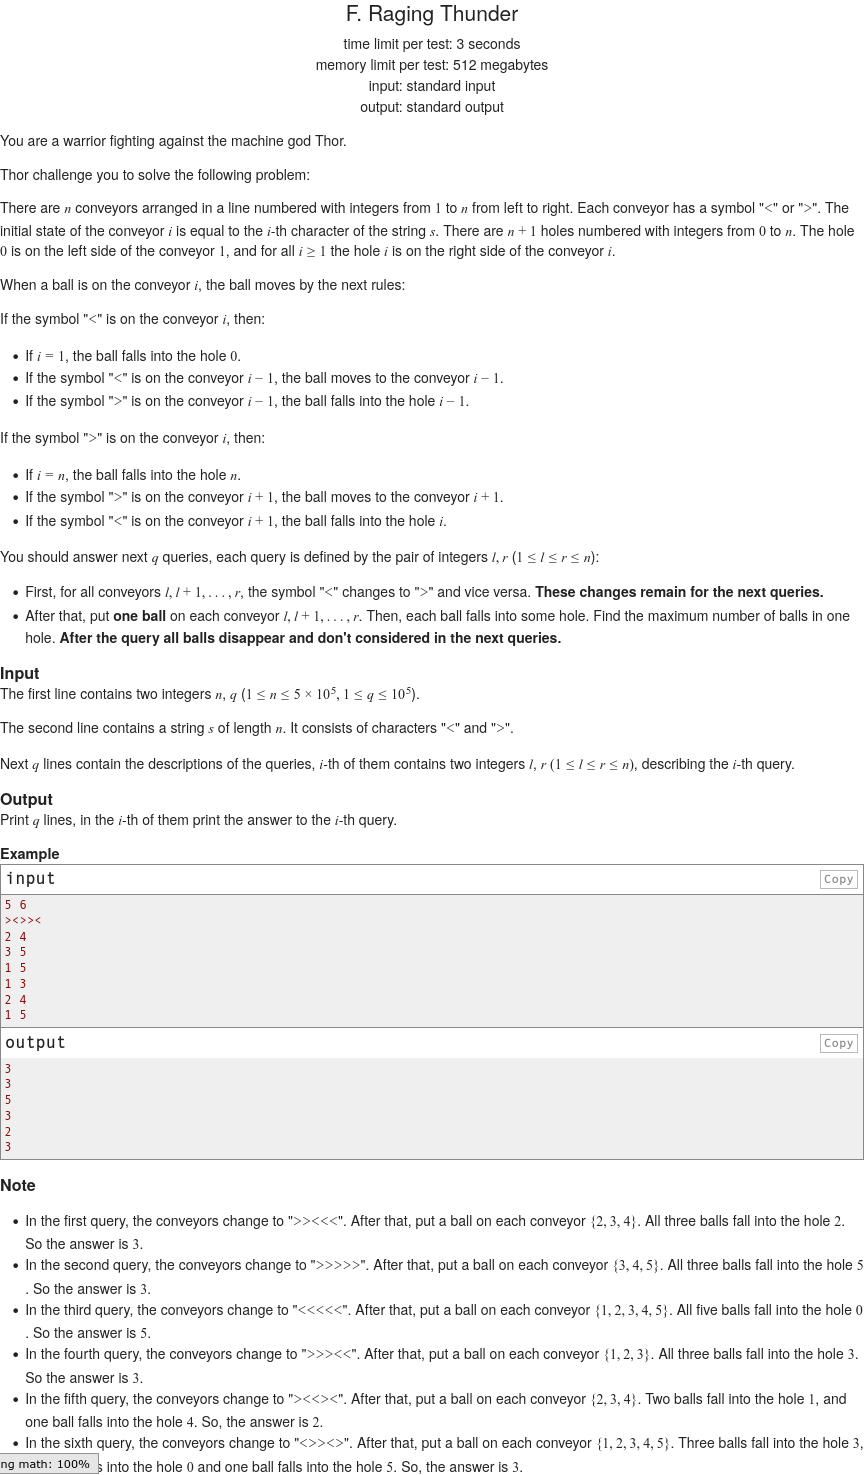 F. Raging Thunder
time limit per test: 3 seconds
memory limit per test: 512 megabytes
input: standard input
output: standard output
You are a warrior fighting against the machine god Thor.
Thor challenge you to solve the following problem:
There are n conveyors arranged in a line numbered with integers from 1 to n from left to right. Each conveyor has a symbol "<" or ">". The
initial state of the conveyor i is equal to the i-th character of the string s. There are n + 1 holes numbered with integers from 0 to n. The hole
0 is on the left side of the conveyor 1, and for all i ≥ 1 the hole i is on the right side of the conveyor i.
When a ball is on the conveyor i, the ball moves by the next rules:
If the symbol "<" is on the conveyor i, then:
• If i = 1, the ball falls into the hole 0.
• If the symbol "<" is on the conveyor i − 1, the ball moves to the conveyor i − 1.
• If the symbol ">" is on the conveyor i − 1, the ball falls into the hole i − 1.
If the symbol ">" is on the conveyor i, then:
• If i = n, the ball falls into the hole n.
• If the symbol ">" is on the conveyor i + 1, the ball moves to the conveyor i + 1.
• If the symbol "<" is on the conveyor i + 1, the ball falls into the hole i.
You should answer next q queries, each query is defined by the pair of integers l, r (1 ≤ l ≤ r ≤ n):
• First, for all conveyors l, l + 1, . . . , r, the symbol "<" changes to ">" and vice versa. These changes remain for the next queries.
• After that, put one ball on each conveyor l, l + 1, . . . , r. Then, each ball falls into some hole. Find the maximum number of balls in one
hole. After the query all balls disappear and don't considered in the next queries.
Input
The first line contains two integers n, q (1 ≤ n ≤ 5 × 10⁵, 1 ≤ q ≤ 10⁵).
The second line contains a string s of length n. It consists of characters "<" and ">".
Next q lines contain the descriptions of the queries, i-th of them contains two integers l, r (1 ≤ l ≤ r ≤ n), describing the i-th query.
Output
Print q lines, in the i-th of them print the answer to the i-th query.
Example
input
Copy
5 6
><>><
2 4
3 5
1 5
1 3
2 4
1 5
output
Copy
3
3
5
3
2
3
Note
• In the first query, the conveyors change to ">><<<". After that, put a ball on each conveyor {2, 3, 4}. All three balls fall into the hole 2.
So the answer is 3.
• In the second query, the conveyors change to ">>>>>". After that, put a ball on each conveyor {3, 4, 5}. All three balls fall into the hole 5
. So the answer is 3.
• In the third query, the conveyors change to "<<<<<". After that, put a ball on each conveyor {1, 2, 3, 4, 5}. All five balls fall into the hole 0
. So the answer is 5.
• In the fourth query, the conveyors change to ">>><<". After that, put a ball on each conveyor {1, 2, 3}. All three balls fall into the hole 3.
So the answer is 3.
• In the fifth query, the conveyors change to "><<><". After that, put a ball on each conveyor {2, 3, 4}. Two balls fall into the hole 1, and
one ball falls into the hole 4. So, the answer is 2.
• In the sixth query, the conveyors change to "<>><>". After that, put a ball on each conveyor {1, 2, 3, 4, 5}. Three balls fall into the hole 3,
ng math: 100% s into the hole 0 and one ball falls into the hole 5. So, the answer is 3.